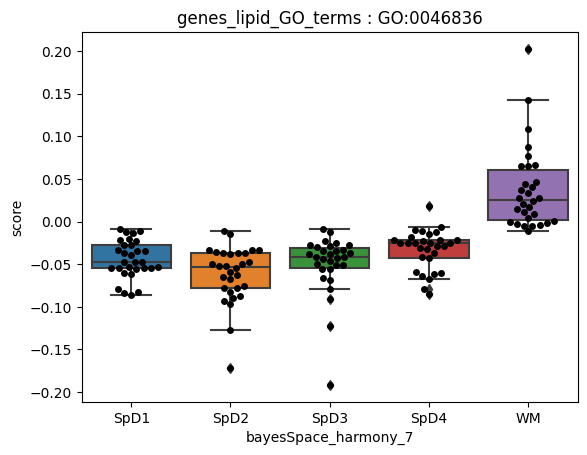 genes_lipid_GO_terms : GO:0046836
0.20
0.15
0.10
0.05
0.00
−0.05
−0.10
−0.15
−0.20
score
SpD1 SpD2 SpD3 SpD4 WM
bayesSpace_harmony_7